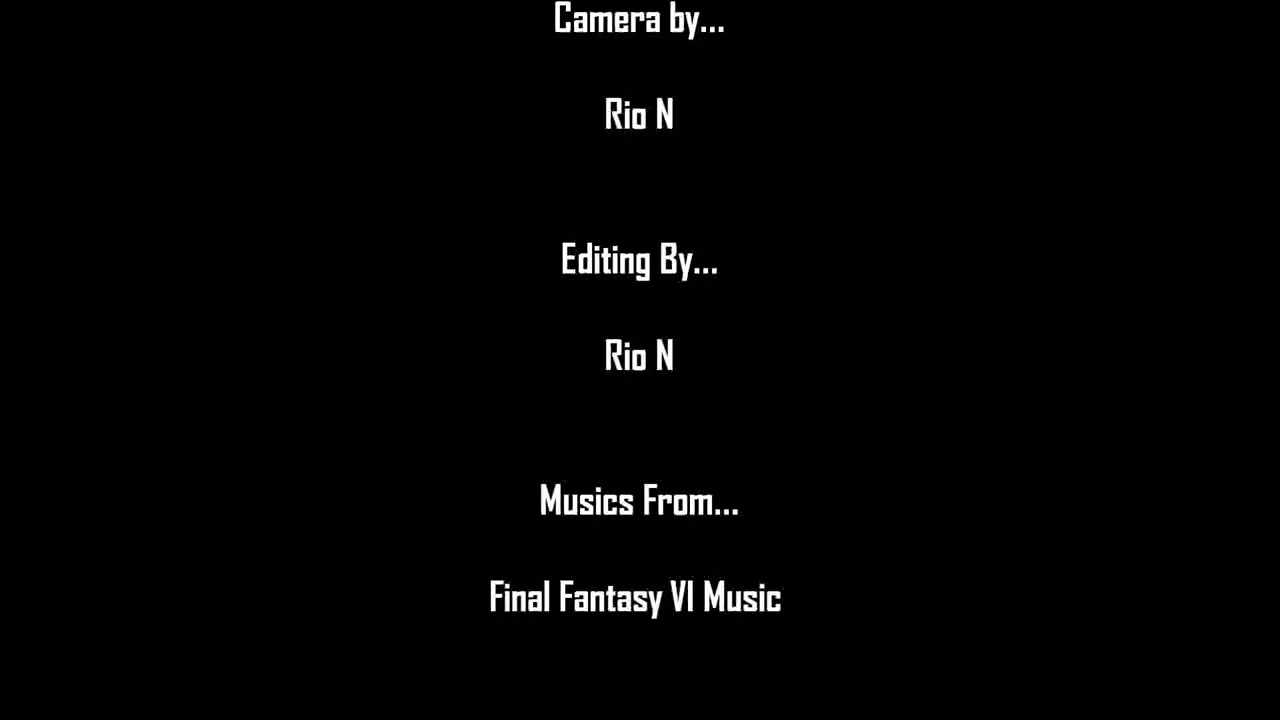 Camera by...
Rio N
Editing By...
Rio N
Musics From...
Final Fantasy VI Music